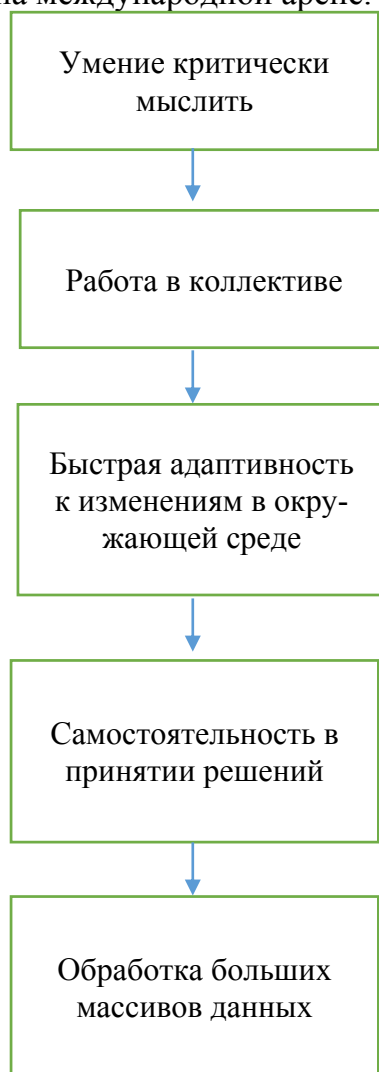 на международной арене.
Умение критически
мыслить
Работа в коллективе
Быстрая адаптивность
к изменениям в окру-
жающей среде
Самостоятельность в
принятии решений
Обработка больших
массивов данных